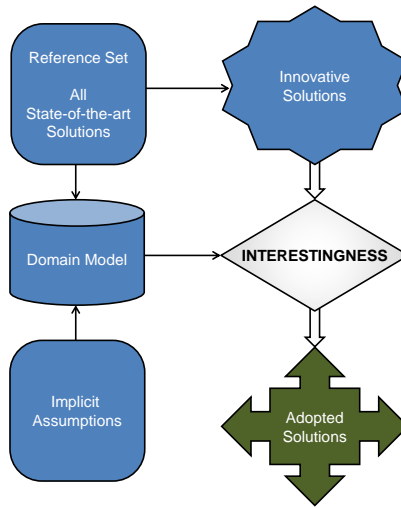 Reference Set
All
State-of-the-art
Solutions
Innovative
Solutions
Domain Model
INTERESTINGNESS
Implicit
Assumptions
Adopted
Solutions